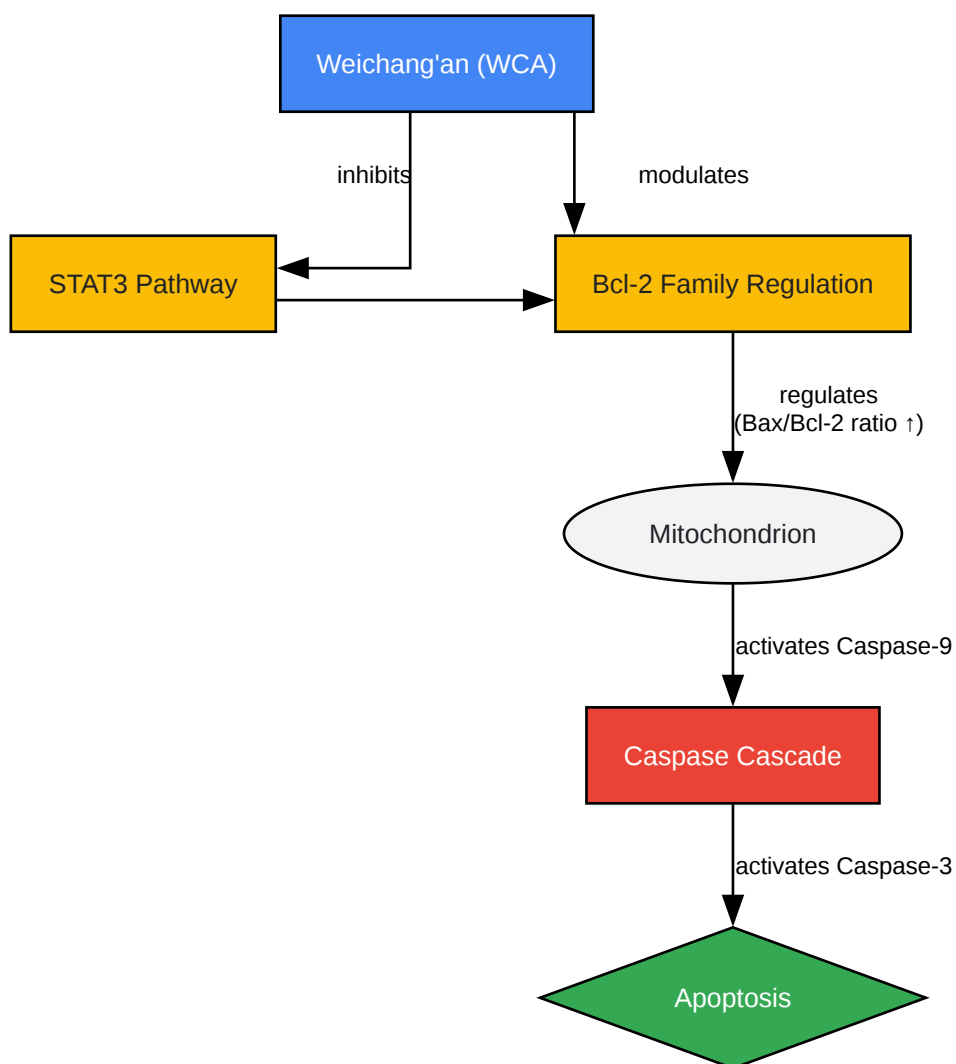 Weichang'an (WCA)
inhibits
modulates
STAT3 Pathway
Bcl-2 Family Regulation
regulates
(Bax/Bcl-2 ratio ↑)
Mitochondrion
activates Caspase-9
Caspase Cascade
activates Caspase-3
Apoptosis